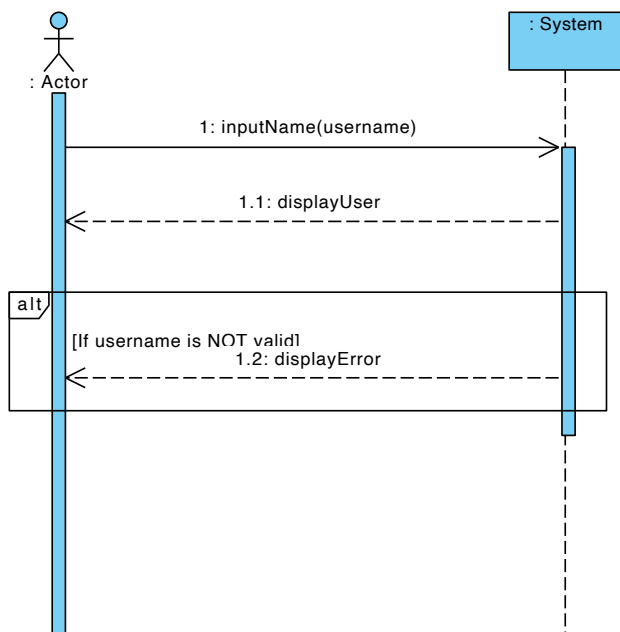 : System
: Actor
1: inputName(username)
1.1: displayUser
alt
[If username is NOT valid]
1.2: displayError